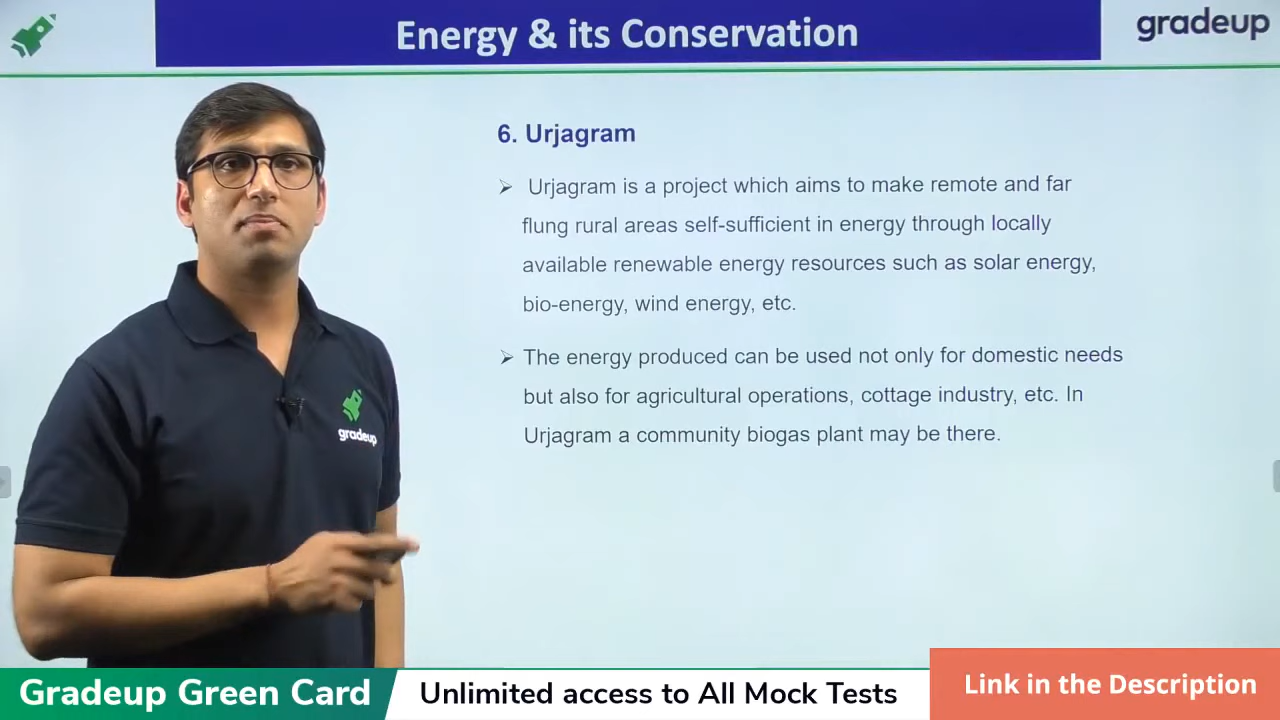 Energy & its Conservation
gradeup
6. Urjagram
➢ Urjagram is a project which aims to make remote and far
flung rural areas self-sufficient in energy through locally
available renewable energy resources such as solar energy,
bio-energy, wind energy, etc.
➢ The energy produced can be used not only for domestic needs
but also for agricultural operations, cottage industry, etc. In
Urjagram a community biogas plant may be there.
gradeup
Gradeup Green Card
Unlimited access to All Mock Tests
Link in the Description